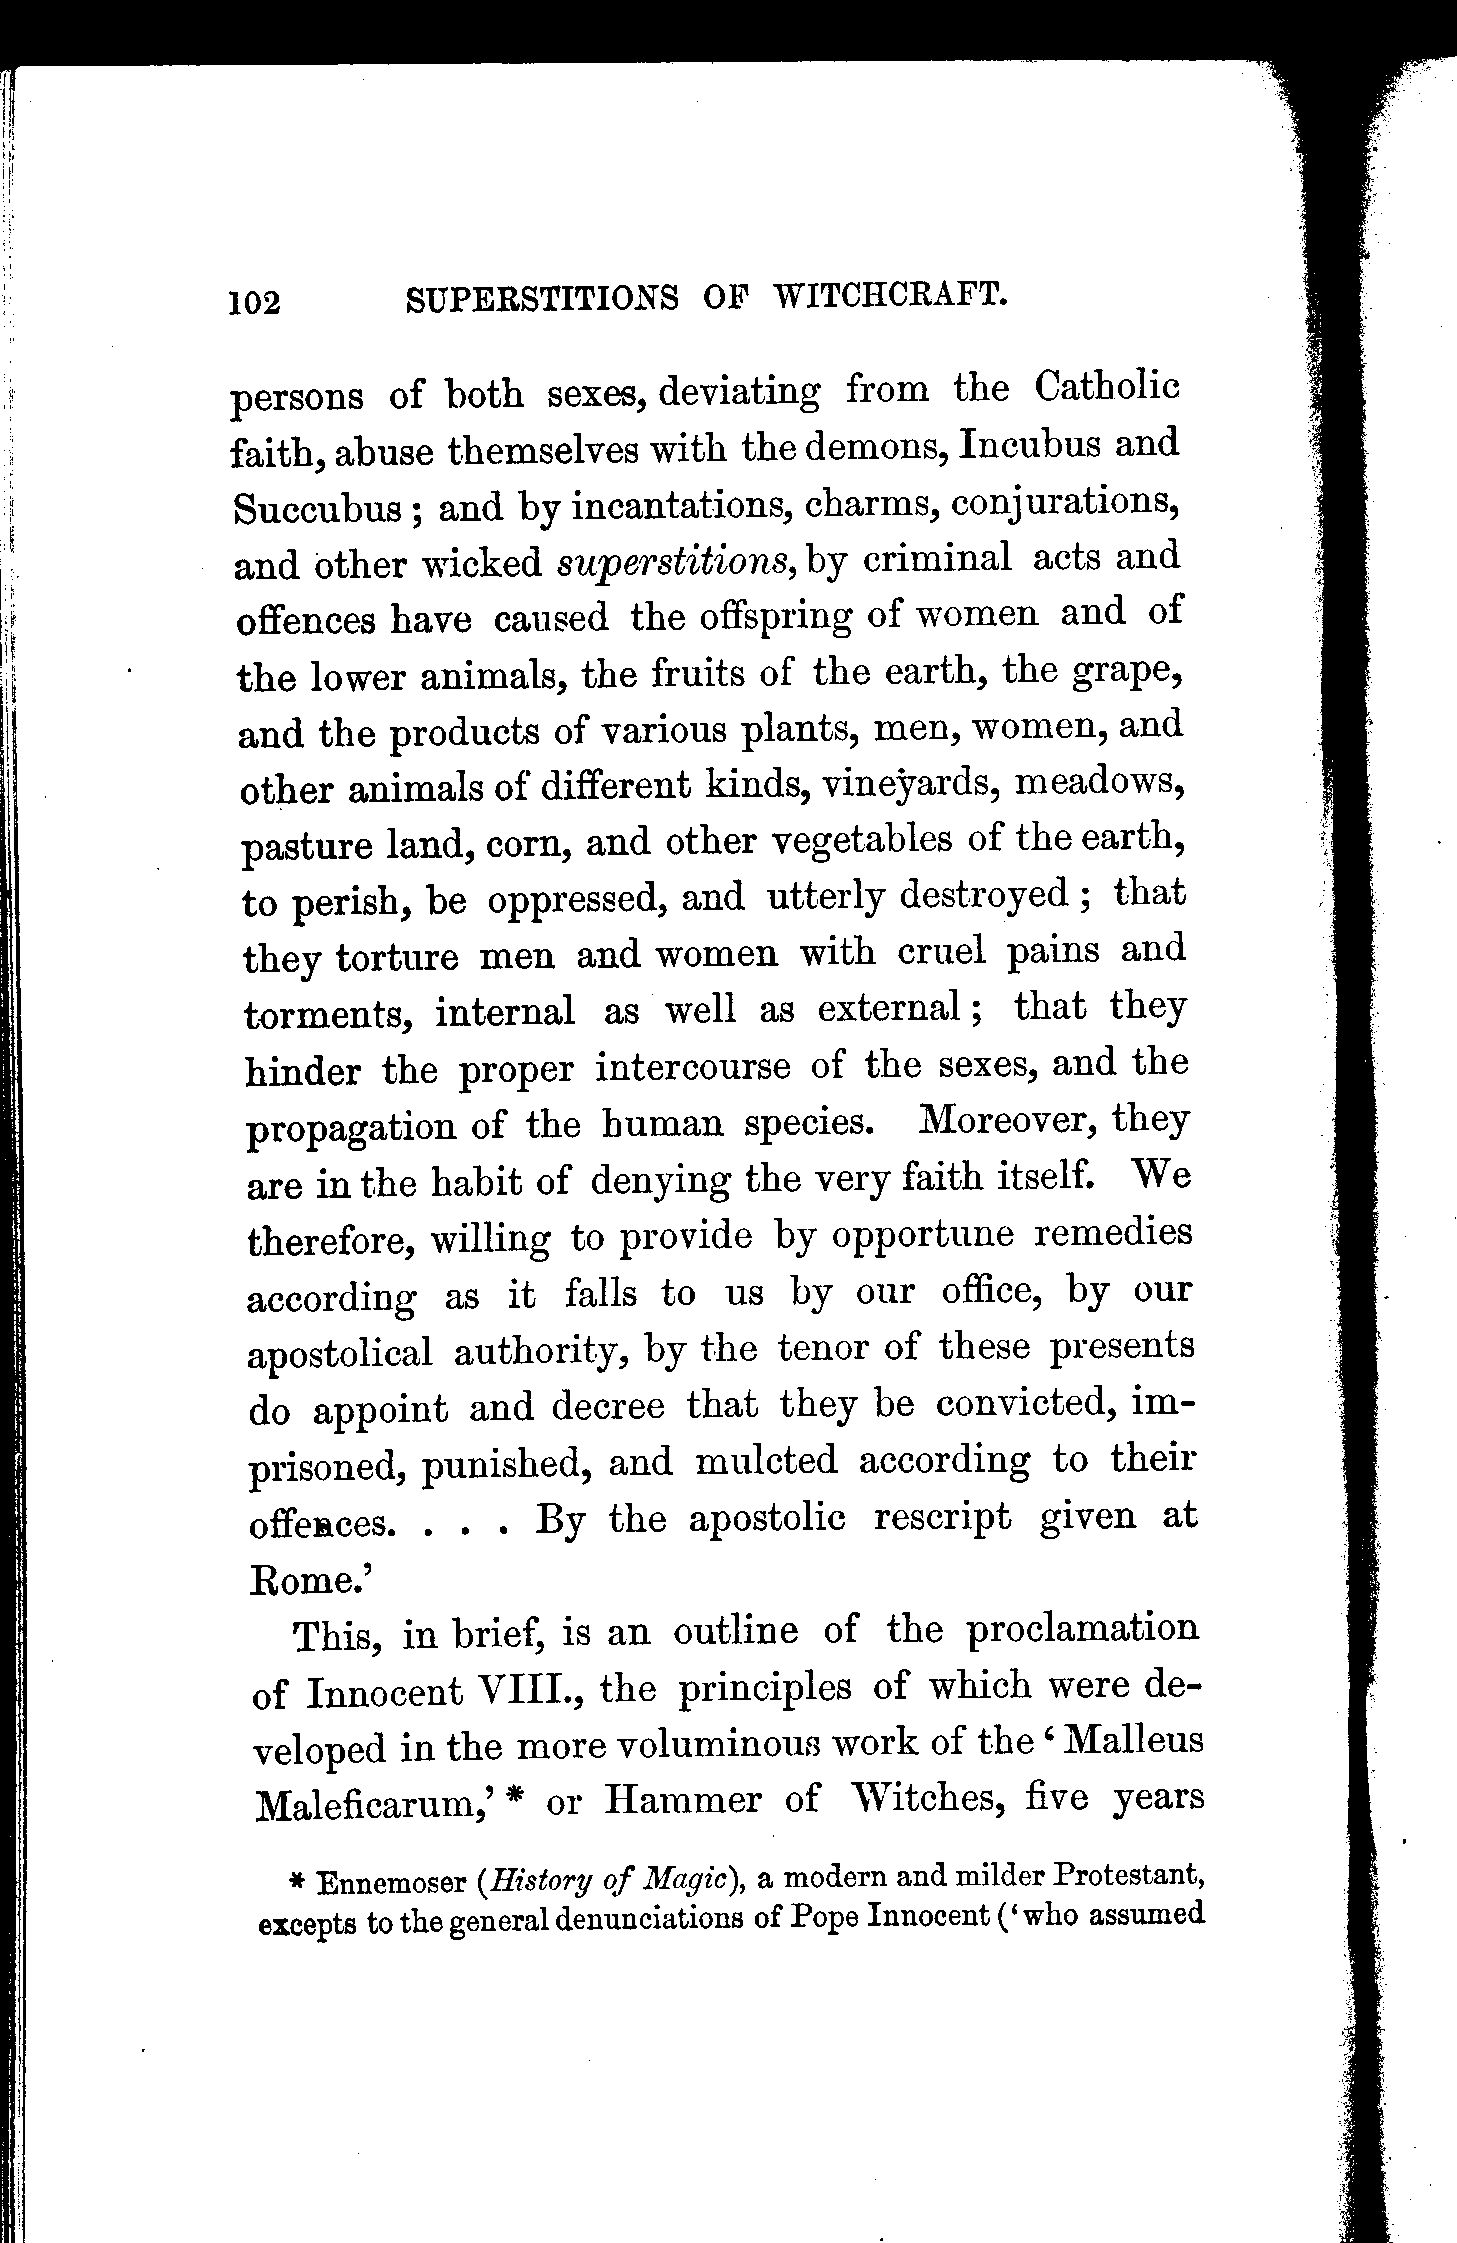 102 SUPERSTITIONS OF WITCHCRAFT.
persons of both sexes, deviating from the Catholic
faith, abuse themselves with the demons, Incubus and
Succubus ; and by incantations, charms, conjurations,
and other wicked superstitions, by criminal acts and
offences have caused the offspring of women and of
the lower animals, the fruits of the earth, the grape,
and the products of various plants, men, women, and
other animals of different kinds, vineyards, meadows,
pasture land, corn, and other vegetables of the earth,
to perish, be oppressed, and utterly destroyed ; that
they torture men and women with cruel pains and
torments, internal as well as external ; that they
hinder the proper intercourse of the sexes, and the
propagation of the human species. Moreover, they
are in the habit of denying the very faith itself. We
therefore, willing to provide by opportune remedies
according as it falls to us by our office, by our
apostolical authority, by the tenor of these presents
do appoint and decree that they be convicted, im-
prisoned, punished, and mulcted according to their
offences. . . . By the apostolic rescript given at
Rome.’
This, in brief, is an outline of the proclamation
of Innocent VIII., the principles of which were de-
veloped in the more voluminous work of the ‘ Malleus
Maleficarum,’ * or Hammer of Witches, five years
* Ennemoser (History of Magic), a modern and milder Protestant,
excepts to the general denunciations of Pope Innocent (‘ who assumed